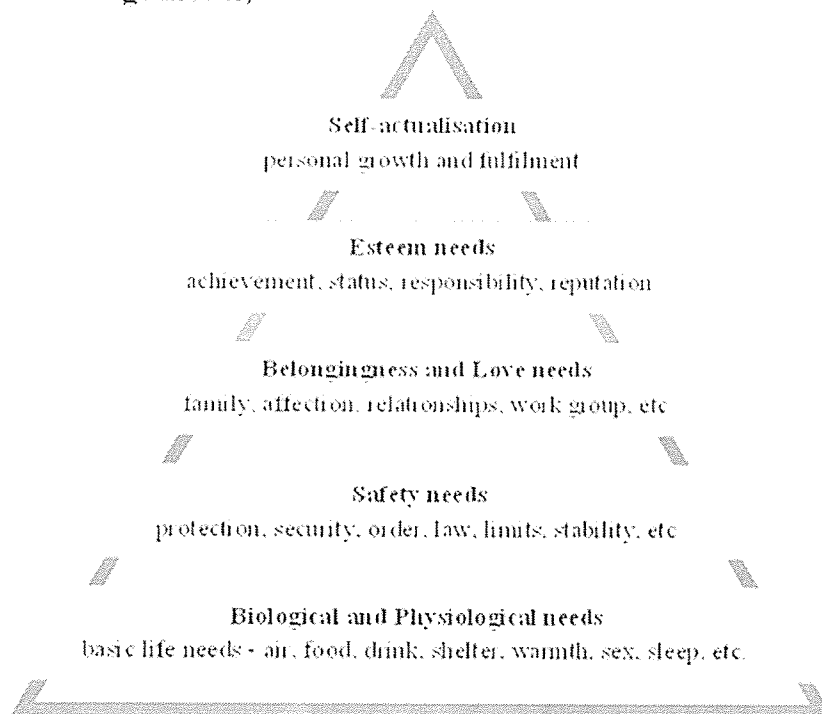 Self-actualisation
personal growth and fulfilment
Esteem needs
achievement, status, responsibility, reputation
Belongingness and Love needs
family, affection, relationships, work group, etc
Safety needs
protection, security, order, law, limits, stability, etc
Biological and Physiological needs
basic life needs - air, food, drink, shelter, warmth, sex, sleep, etc.